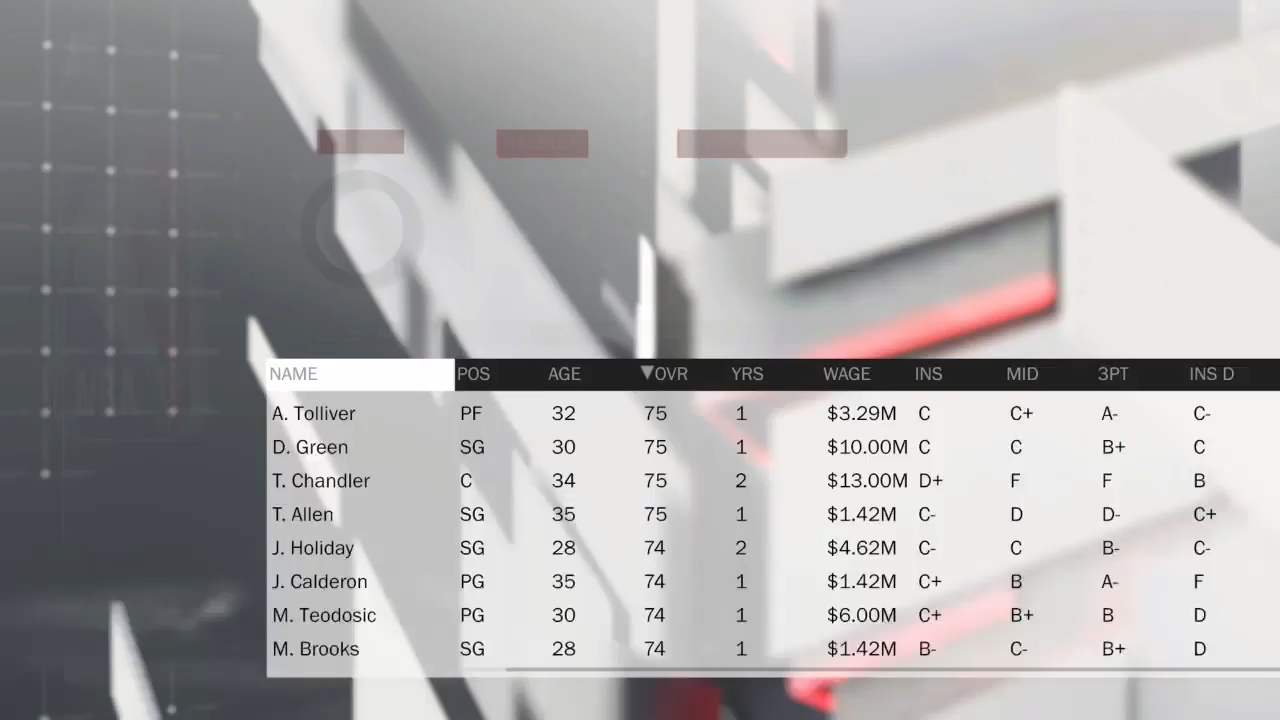 NAME POS AGE ▼OVR YRS WAGE INS MID 3PT INS D
A. Tolliver PF 32 75 1 $3.29M C C+ A- C-
D. Green SG 30 75 1 $10.00M C C B+ C
T. Chandler C 34 75 2 $13.00M D+ F F B
T. Allen SG 35 75 1 $1.42M C- D D- C+
J. Holiday SG 28 74 2 $4.62M C- C B- C-
J. Calderon PG 35 74 1 $1.42M C+ B A- F
M. Teodosic PG 30 74 1 $6.00M C+ B+ B D
M. Brooks SG 28 74 1 $1.42M B- C- B+ D